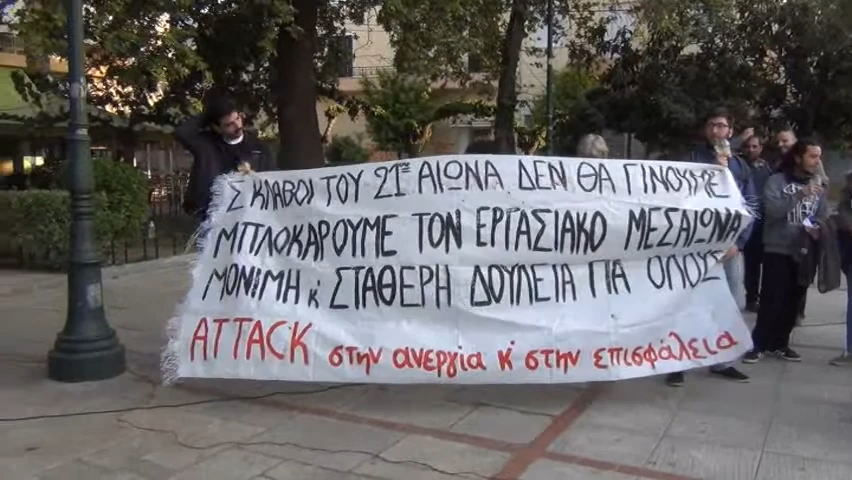 ΣΚΛΑΒΟΙ ΤΟΥ 21ου ΑΙΩΝΑ ΔΕΝ ΘΑ ΓΙΝΟΥΜΕ
ΜΠΛΟΚΑΡΟΥΜΕ ΤΟΝ ΕΡΓΑΣΙΑΚΟ ΜΕΣΑΙΩΝΑ
ΜΟΝΙΜΗ κ' ΣΤΑΘΕΡΗ ΔΟΥΛΕΙΑ ΓΙΑ ΟΛΟΥΣ
ATTACK στην ανεργία κ' στην επισφάλεια